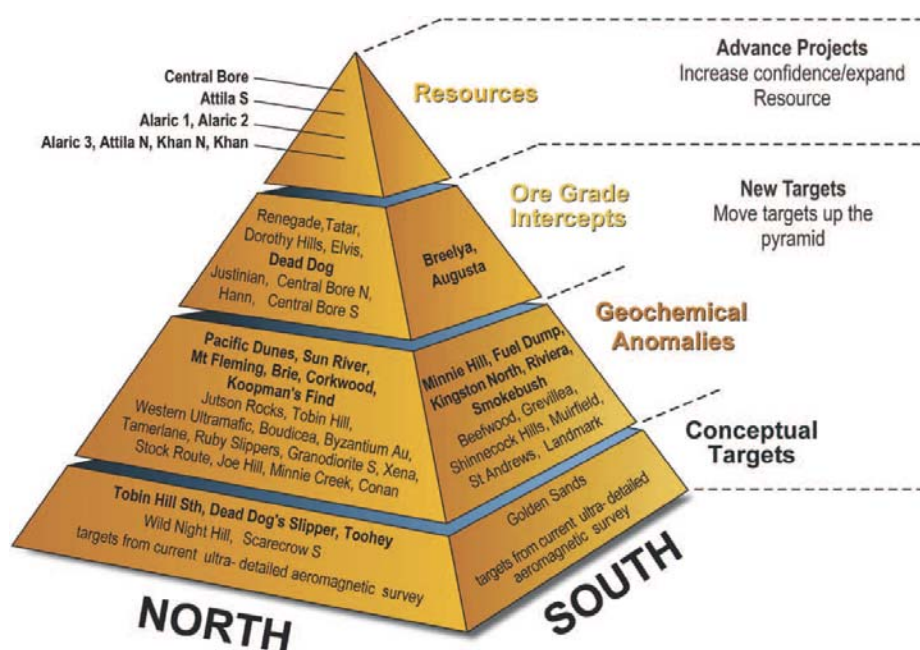 Central Bore
Attila S
Alaric 1, Alaric 2
Alaric 3, Attila N, Khan N, Khan
Resources
Advance Projects
Increase confidence/expand
Resource
Renegade,Tatar,
Dorothy Hills, Elvis,
Dead Dog
Justinian, Central Bore N,
Hann, Central Bore S
Breelya,
Augusta
Ore Grade
Intercepts
New Targets
Move targets up the
pyramid
Pacific Dunes, Sun River,
Mt Fleming, Brie, Corkwood,
Koopman's Find
Jutson Rocks, Tobin Hill,
Western Ultramafic, Boudicea, Byzantium Au,
Tamerlane, Ruby Slippers, Granodiorite S, Xena,
Stock Route, Joe Hill, Minnie Creek, Conan
Minnie Hill, Fuel Dump,
Kingston North, Riviera,
Smokebush
Beefwood, Grevillea,
Shinnecock Hills, Muirfield,
St Andrews, Landmark
Geochemical
Anomalies
Tobin Hill Sth, Dead Dog's Slipper, Toohey
Wild Night Hill, Scarecrow S
targets from current ultra- detailed aeromagnetic survey
Golden Sands
targets from current ultra-detailed
aeromagnetic survey
Conceptual
Targets
NORTH
SOUTH